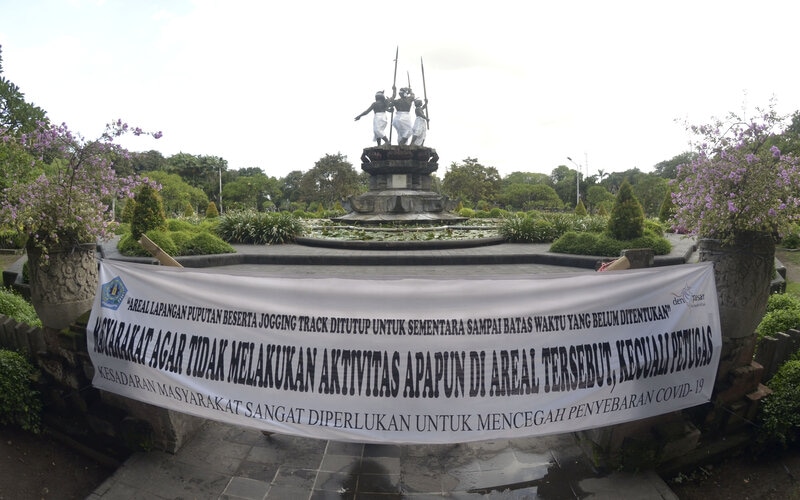 "AREAL LAPANGAN PUPUTAN BESERTA JOGGING TRACK DITUTUP UNTUK SEMENTARA SAMPAI BATAS WAKTU YANG BELUM DITENTUKAN"
MASYARAKAT AGAR TIDAK MELAKUKAN AKTIVITAS APAPUN DI AREAL TERSEBUT, KECUALI PETUGAS
KESADARAN MASYARAKAT SANGAT DIPERLUKAN UNTUK MENCEGAH PENYEBARAN COVID-19